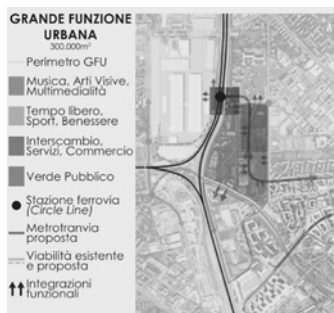 GRANDE FUNZIONE
URBANA
300.000m²
Perimetro GFU
Musica, Arti Visive,
Multimedialità
Tempo libero,
Sport, Benessere
Interscambio,
Servizi, Commercio
Verde Pubblico
Stazione ferrovia
(Circle Line)
Metrotranvia
proposta
Viabilità esistente
e proposta
Integrazioni
funzionali